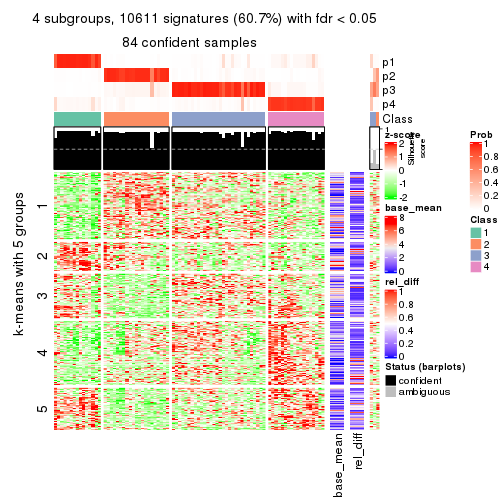 4 subgroups, 10611 signatures (60.7%) with fdr < 0.05
84 confident samples
p1
p2
p3
p4
Class
1
Silhouette
score
z-score
2
1
0
-1
-2
Prob
1
0.8
0.6
0.4
0.2
0
base_mean
8
6
4
2
0
Class
1
2
3
4
rel_diff
1
0.8
0.6
0.4
0.2
0
Status (barplots)
confident
ambiguous
k-means with 5 groups
1
2
3
4
5
base_mean
rel_diff